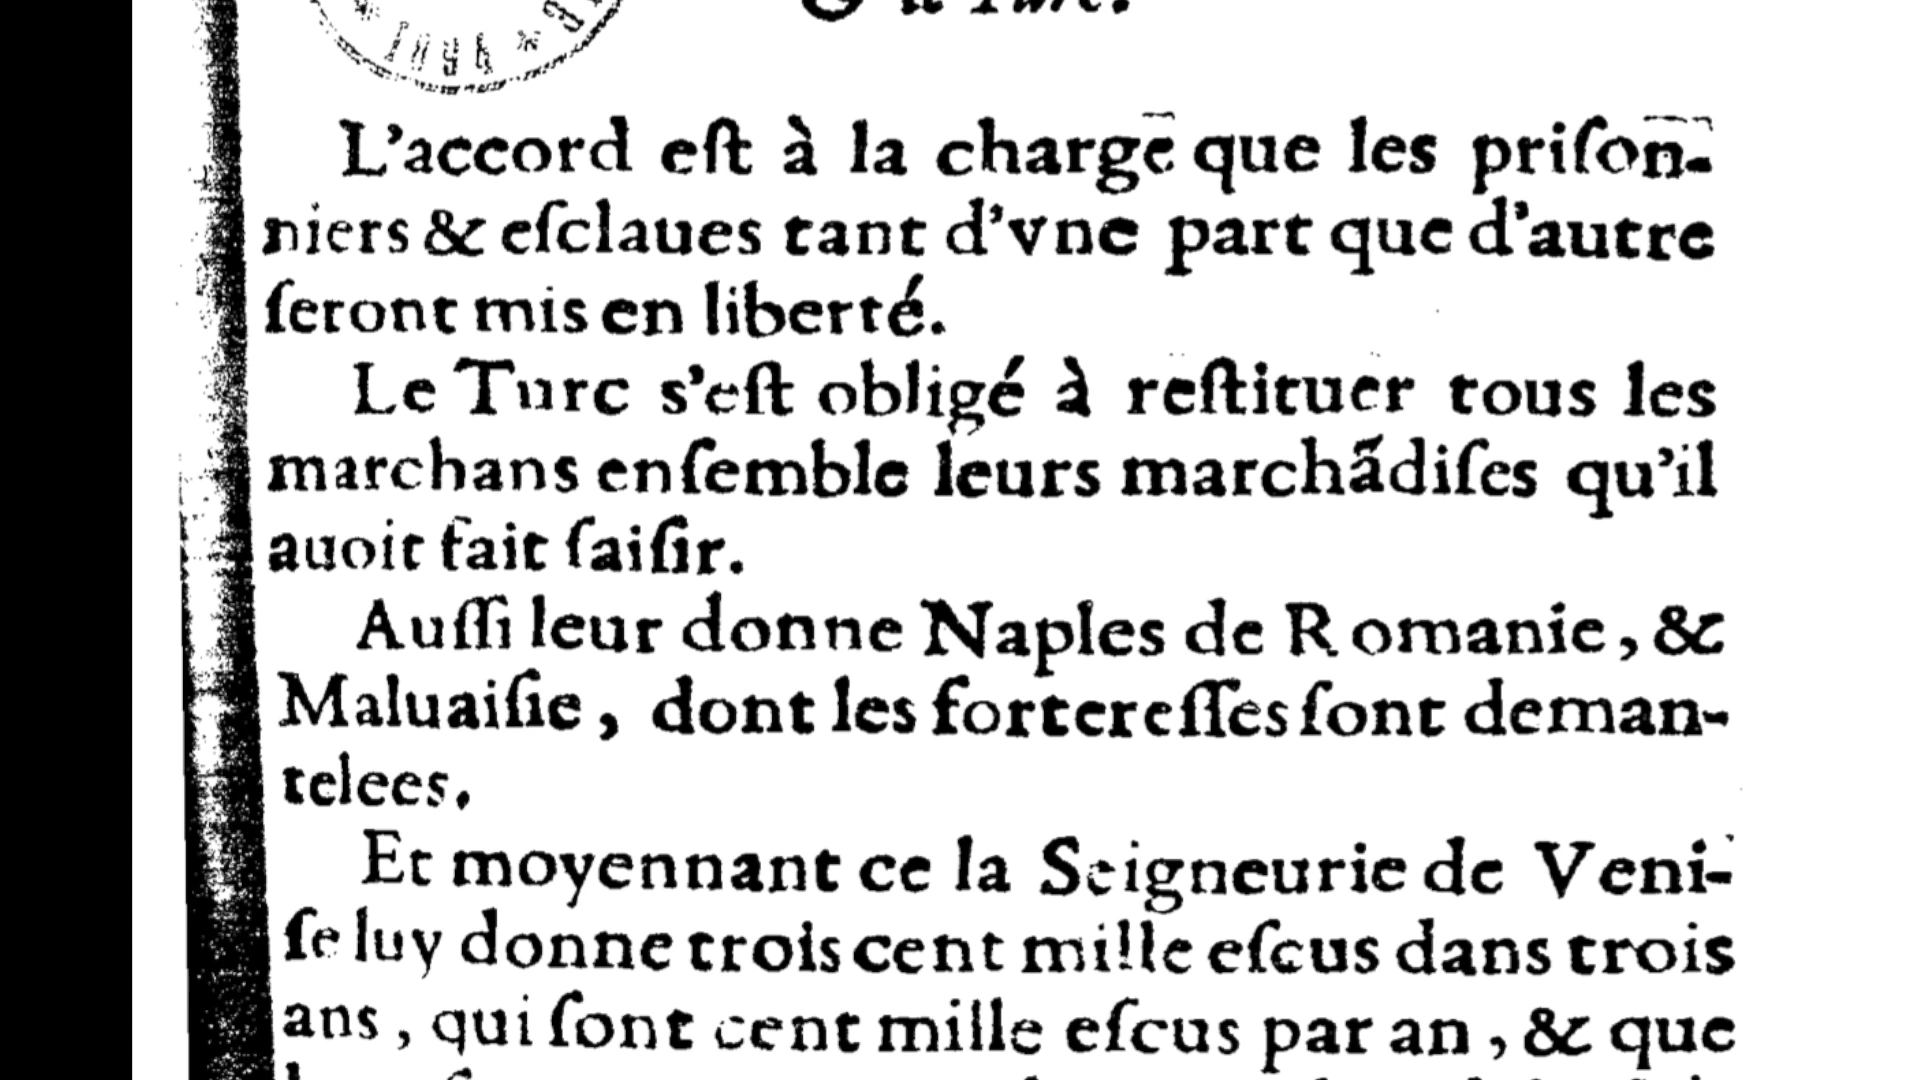 & le Turc.
L'accord eſt à la charge que les priſon-
niers & eſclaues tant d'vne part que d'autre
ſeront mis en liberté.
Le Turc s'eſt obligé à reſtituer tous les
marchans enſemble leurs marchãdiſes qu'il
auoit fait ſaiſir.
Auſſi leur donne Naples de Romanie, &
Maluaiſie, dont les fortereſſes ſont deman-
telees.
Et moyennant ce la Seigneurie de Veni-
ſe luy donne trois cent mille eſcus dans trois
ans, qui ſont cent mille eſcus par an, & que